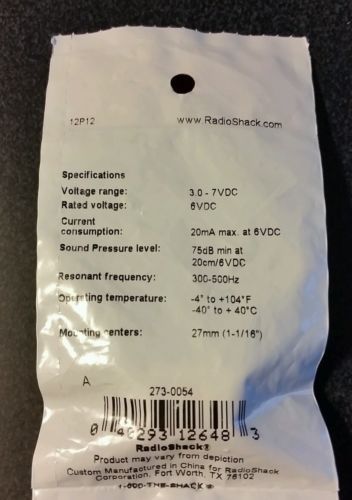 12P12 www.RadioShack.com
Specifications
Voltage range: 3.0 - 7VDC
Rated voltage: 6VDC
Current
consumption: 20mA max. at 6VDC
Sound Pressure level: 75dB min at
20cm/6VDC
Resonant frequency: 300-500Hz
Operating temperature: -4° to +104°F
-40° to + 40°C
Mounting centers: 27mm (1-1/16")
A
273-0054
0 40293 12648 3
RadioShack®
Product may vary from depiction
Custom Manufactured in China for RadioShack
Corporation, Fort Worth, TX 76102
1-800-THE-SHACK®